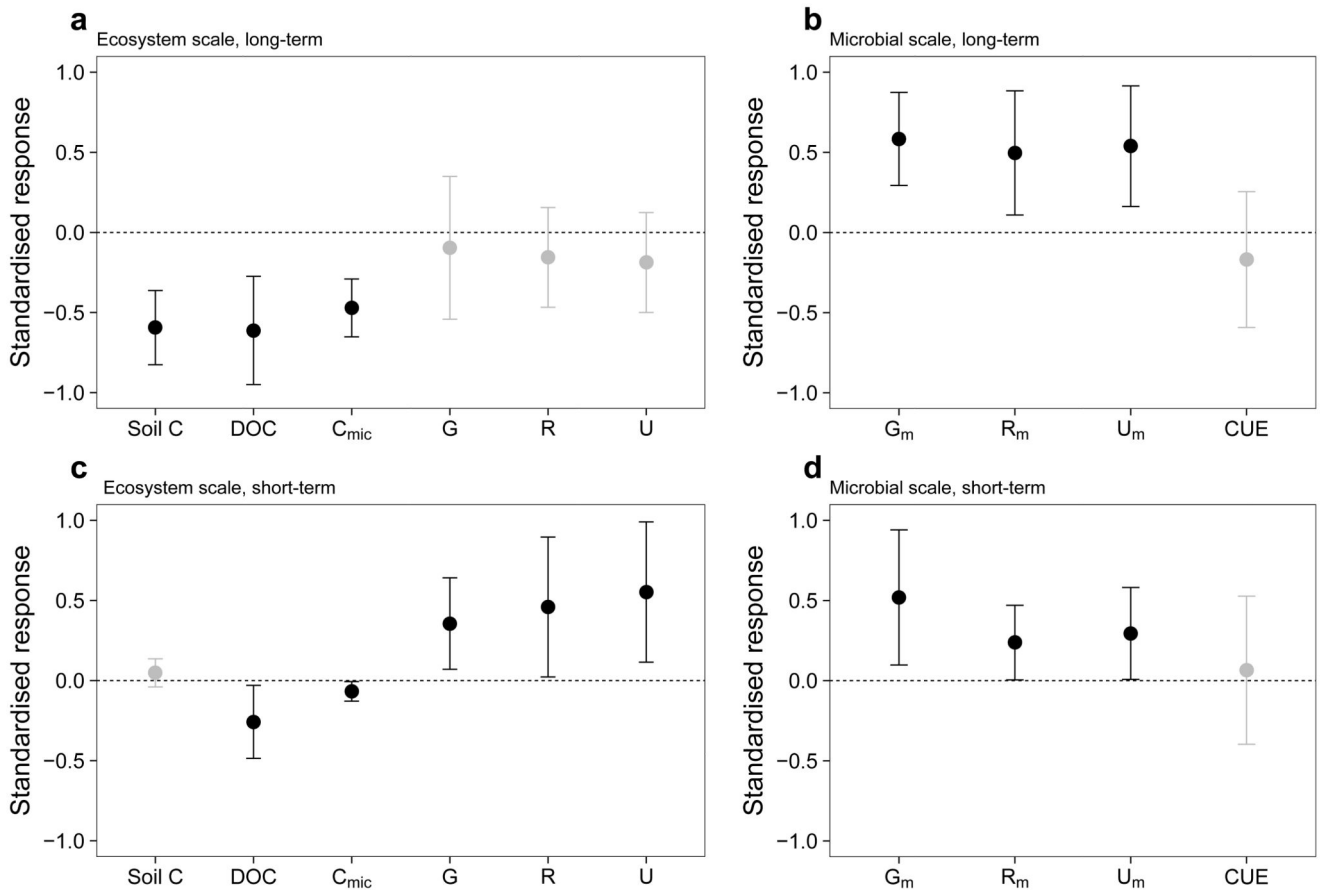 a
Ecosystem scale, long-term
Standardised response
1.0
0.5
0.0
−0.5
−1.0
Soil C DOC Cmic G R U
b
Microbial scale, long-term
Standardised response
1.0
0.5
0.0
−0.5
−1.0
Gm Rm Um CUE
c
Ecosystem scale, short-term
Standardised response
1.0
0.5
0.0
−0.5
−1.0
Soil C DOC Cmic G R U
d
Microbial scale, short-term
Standardised response
1.0
0.5
0.0
−0.5
−1.0
Gm Rm Um CUE